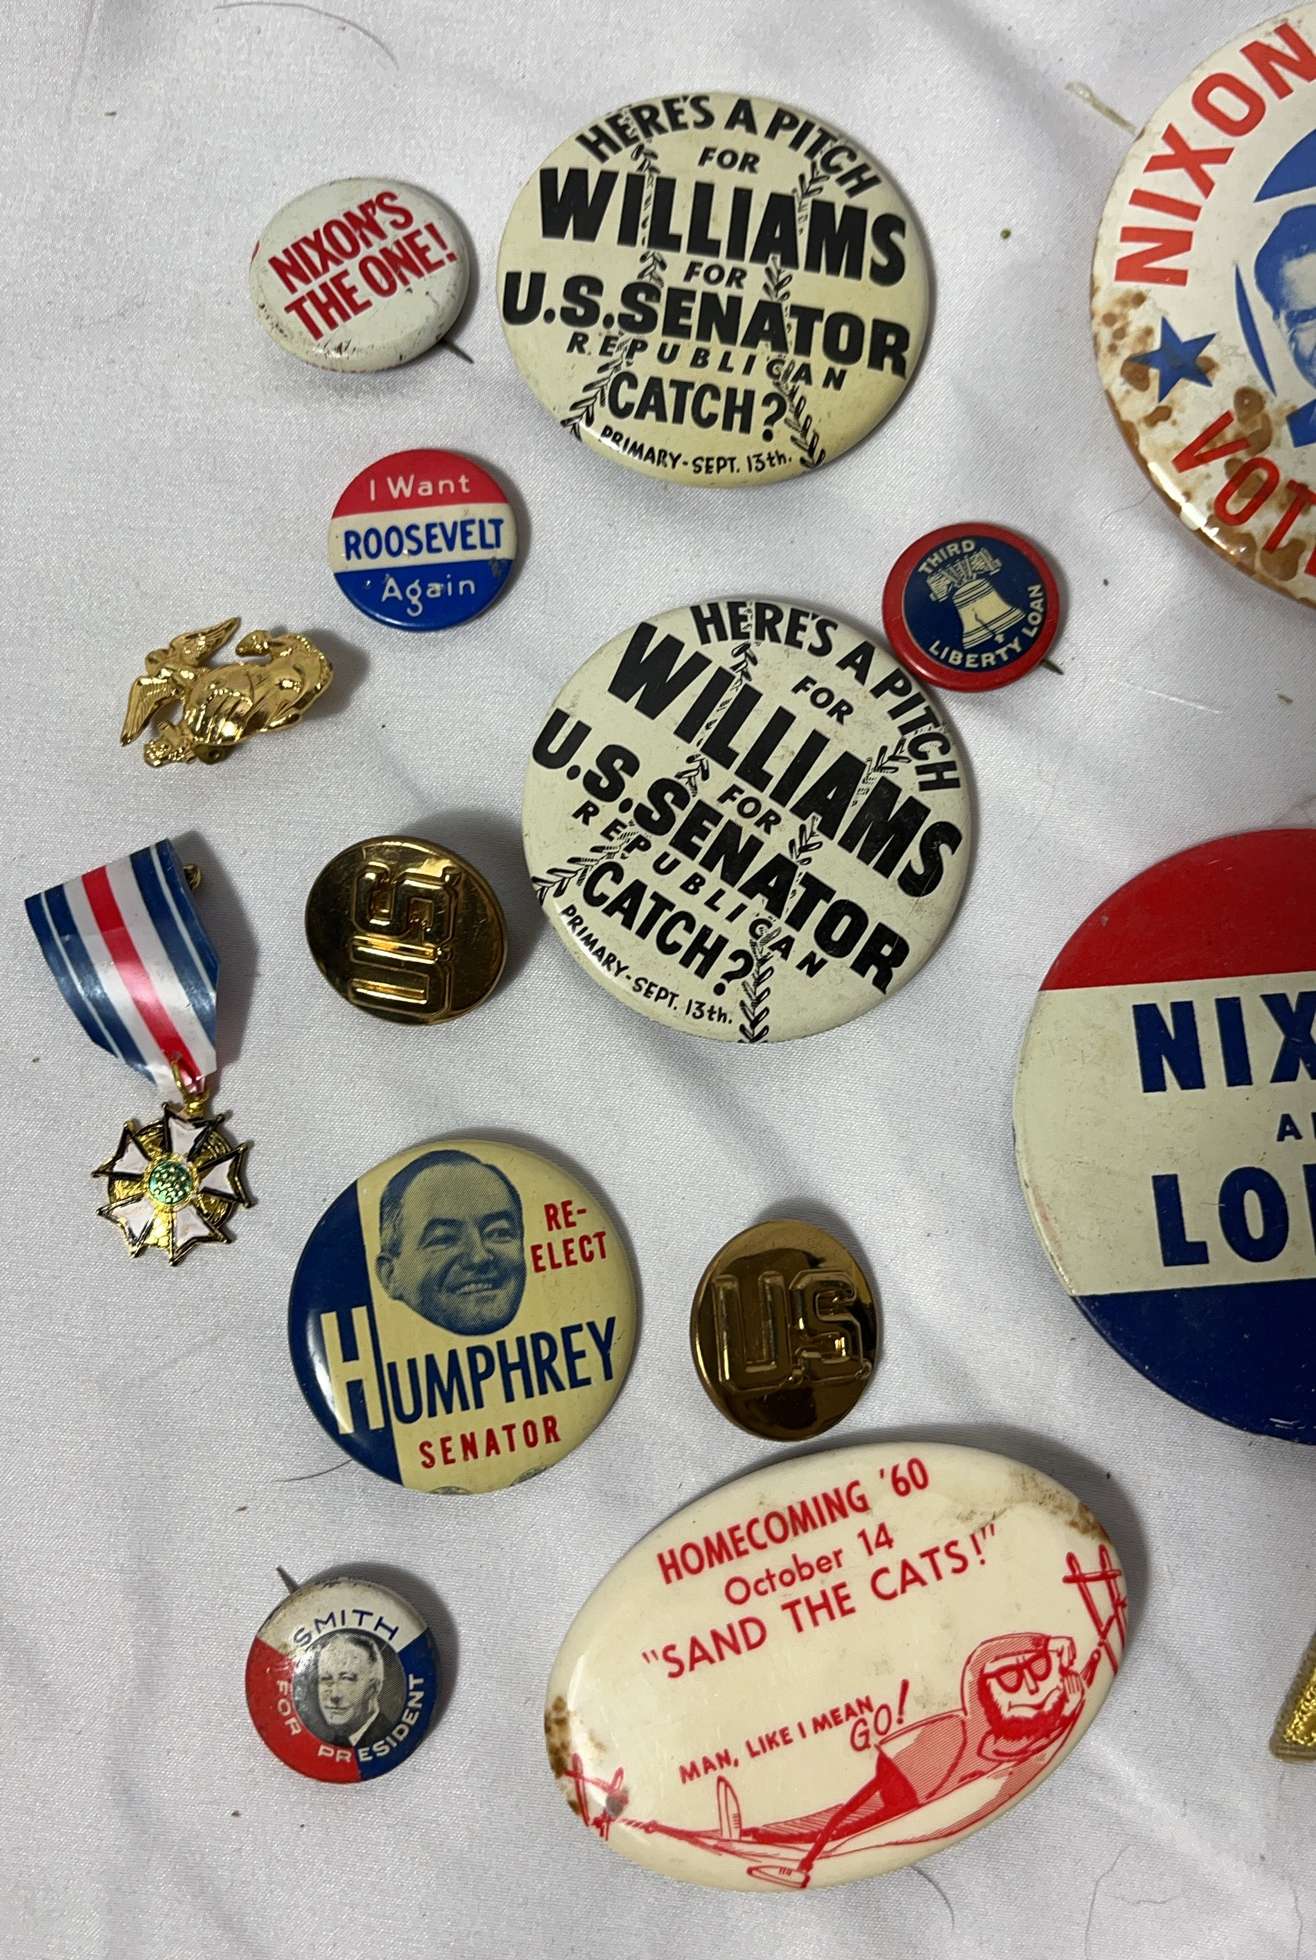 NIXON'S
THE ONE!
HERE'S A PITCH
FOR
WILLIAMS
FOR
U.S. SENATOR
REPUBLICAN
CATCH?
PRIMARY - SEPT. 13th.
NIXON
VOT
I Want
ROOSEVELT
Again
THIRD
LIBERTY LOAN
HERE'S A PITCH
FOR
WILLIAMS
FOR
U.S. SENATOR
REPUBLICAN
CATCH?
PRIMARY - SEPT. 13th.
U.S.
NIX
LO
RE-
ELECT
HUMPHREY
SENATOR
U.S.
HOMECOMING '60
October 14
"SAND THE CATS!"
MAN, LIKE I MEAN
GO!
SMITH
FOR PRESIDENT